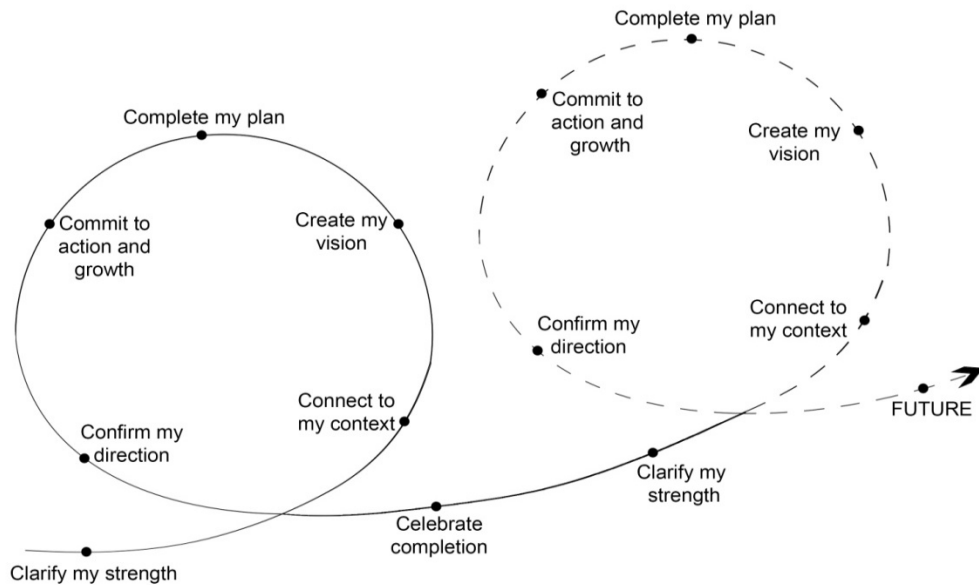 Complete my plan
Commit to
action and
growth
Create my
vision
Connect to
my context
Confirm my
direction
FUTURE
Clarify my
strength
Complete my plan
Commit to
action and
growth
Create my
vision
Connect to
my context
Confirm my
direction
Celebrate
completion
Clarify my strength